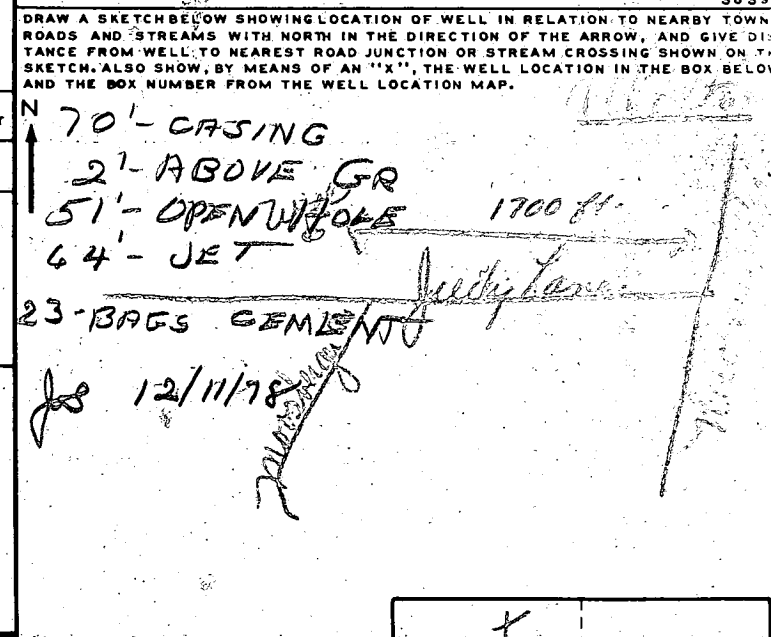 DRAW A SKETCH BELOW SHOWING LOCATION OF WELL IN RELATION TO NEARBY TOWN
ROADS AND STREAMS WITH NORTH IN THE DIRECTION OF THE ARROW, AND GIVE DIS
TANCE FROM WELL TO NEAREST ROAD JUNCTION OR STREAM CROSSING SHOWN ON T
SKETCH. ALSO SHOW, BY MEANS OF AN "X", THE WELL LOCATION IN THE BOX BELOW
AND THE BOX NUMBER FROM THE WELL LOCATION MAP.
N
70'- CASING
2'- ABOVE GR
51'- OPEN WHOLE
1700 ft.
64'- JET
Judy Lane
23-BAGS CEMENT
JS 12/11/78
X